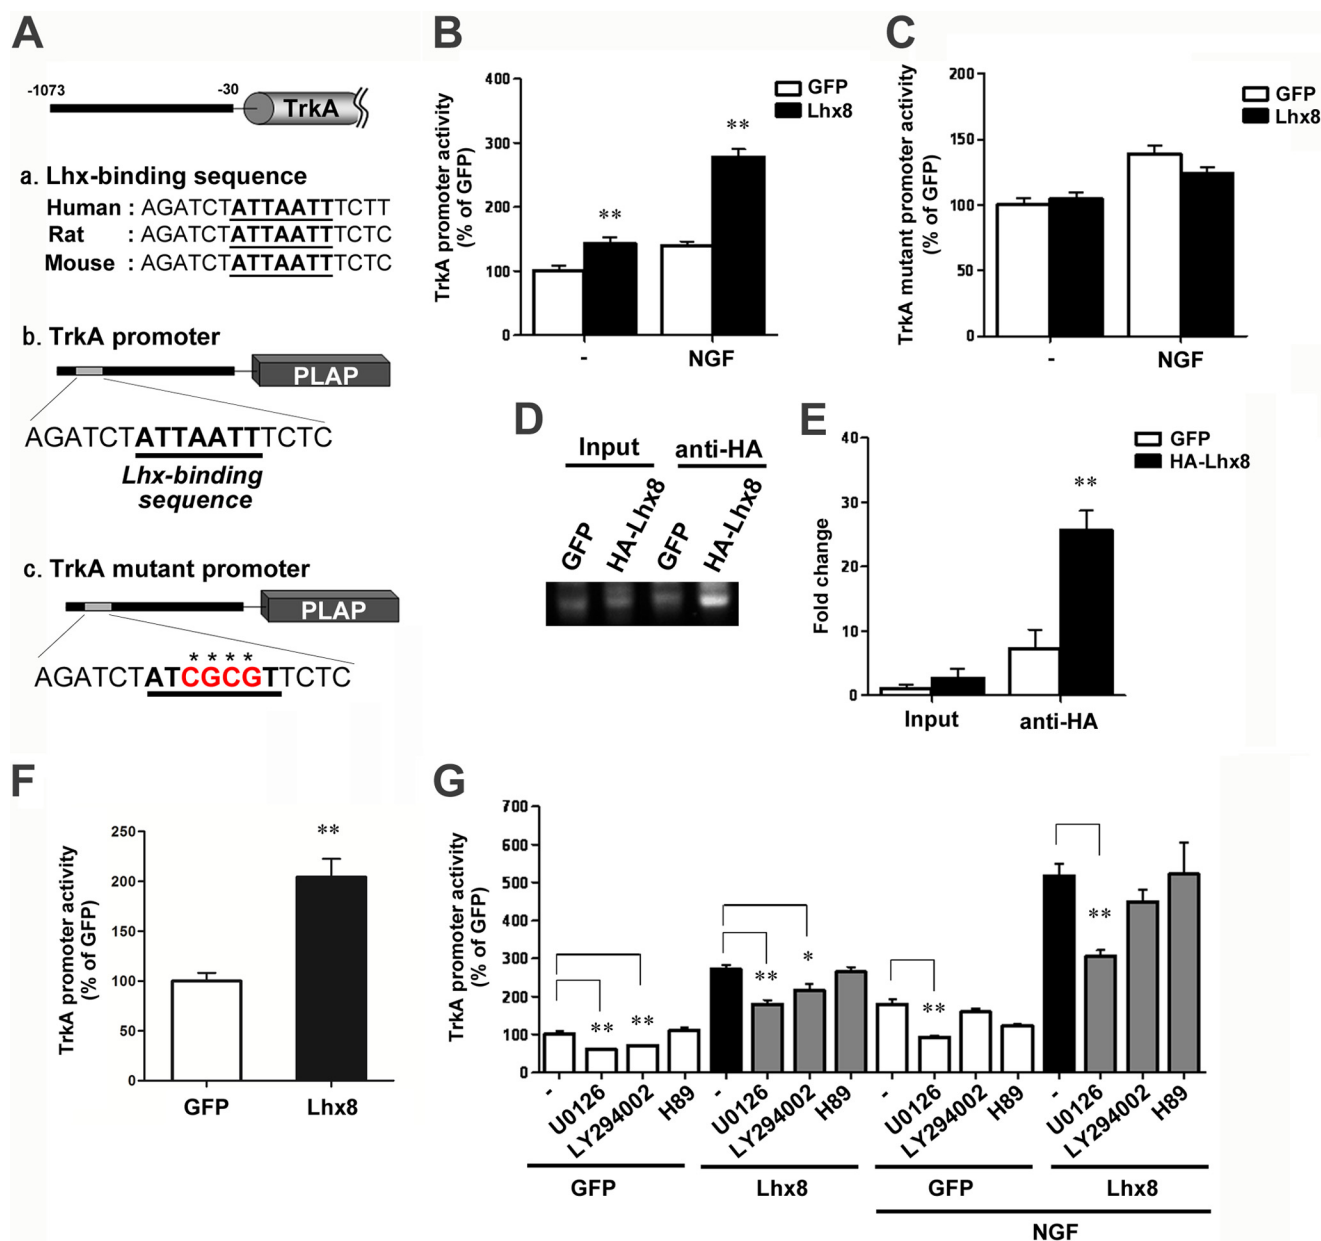 A
-1073 -30
TrkA
a. Lhx-binding sequence
Human : AGATCTATTAATTTCTT
Rat : AGATCTATTAATTTCTC
Mouse : AGATCTATTAATTTCTC
b. TrkA promoter
PLAP
AGATCTATTAATTTCTC
Lhx-binding
sequence
c. TrkA mutant promoter
PLAP
* * * *
AGATCTATCGCGTTCTC
B
TrkA promoter activity
(% of GFP)
400
300
200
100
0
GFP
Lhx8
**
**
- NGF
C
TrkA mutant promoter activity
(% of GFP)
200
150
100
50
0
GFP
Lhx8
- NGF
D
Input anti-HA
GFP HA-Lhx8 GFP HA-Lhx8
E
Fold change
40
30
20
10
0
GFP
HA-Lhx8
**
Input anti-HA
F
TrkA promoter activity
(% of GFP)
250
200
150
100
50
0
**
GFP Lhx8
G
TrkA promoter activity
(% of GFP)
700
600
500
400
300
200
100
0
** ** ** * ** **
- U0126 LY294002 H89 - U0126 LY294002 H89 - U0126 LY294002 H89 - U0126 LY294002 H89
GFP Lhx8 GFP Lhx8
NGF